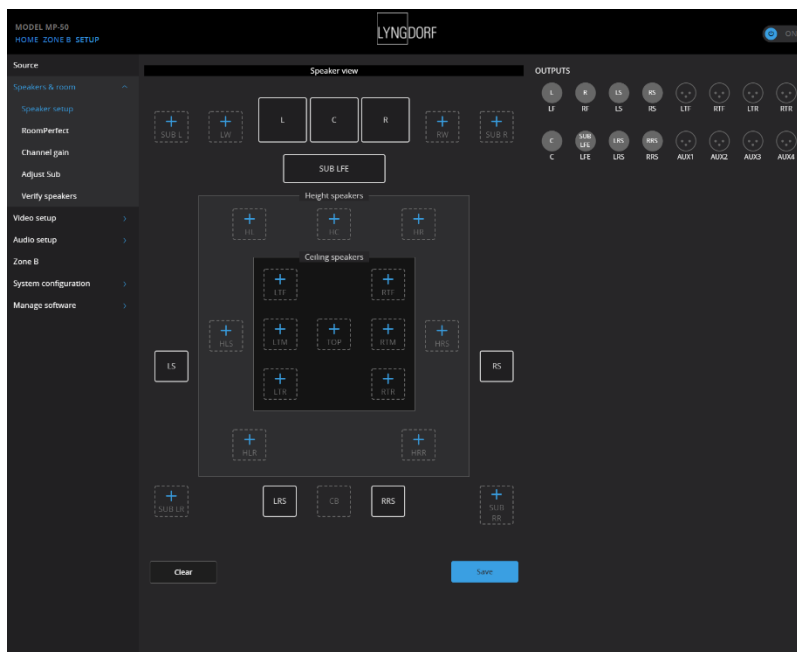 MODEL MP-50
HOME ZONE B SETUP
LYNGDORF
ON
Source
Speakers & room
Speaker setup
RoomPerfect
Channel gain
Adjust Sub
Verify speakers
Video setup
Audio setup
Zone B
System configuration
Manage software
Speaker view
SUB L
LW
L
C
R
RW
SUB R
SUB LFE
Height speakers
HL
HC
HR
Ceiling speakers
LTF
RTF
HLS
LTM
TOP
RTM
HRS
LS
RS
LTR
RTR
HLR
HRR
SUB LR
LRS
CB
RRS
SUB
RR
Clear
Save
OUTPUTS
L
R
LS
RS
LF
RF
LS
RS
LTF
RTF
LTR
RTR
C
SUB
LFE
LRS
RRS
C
LFE
LRS
RRS
AUX1
AUX2
AUX3
AUX4